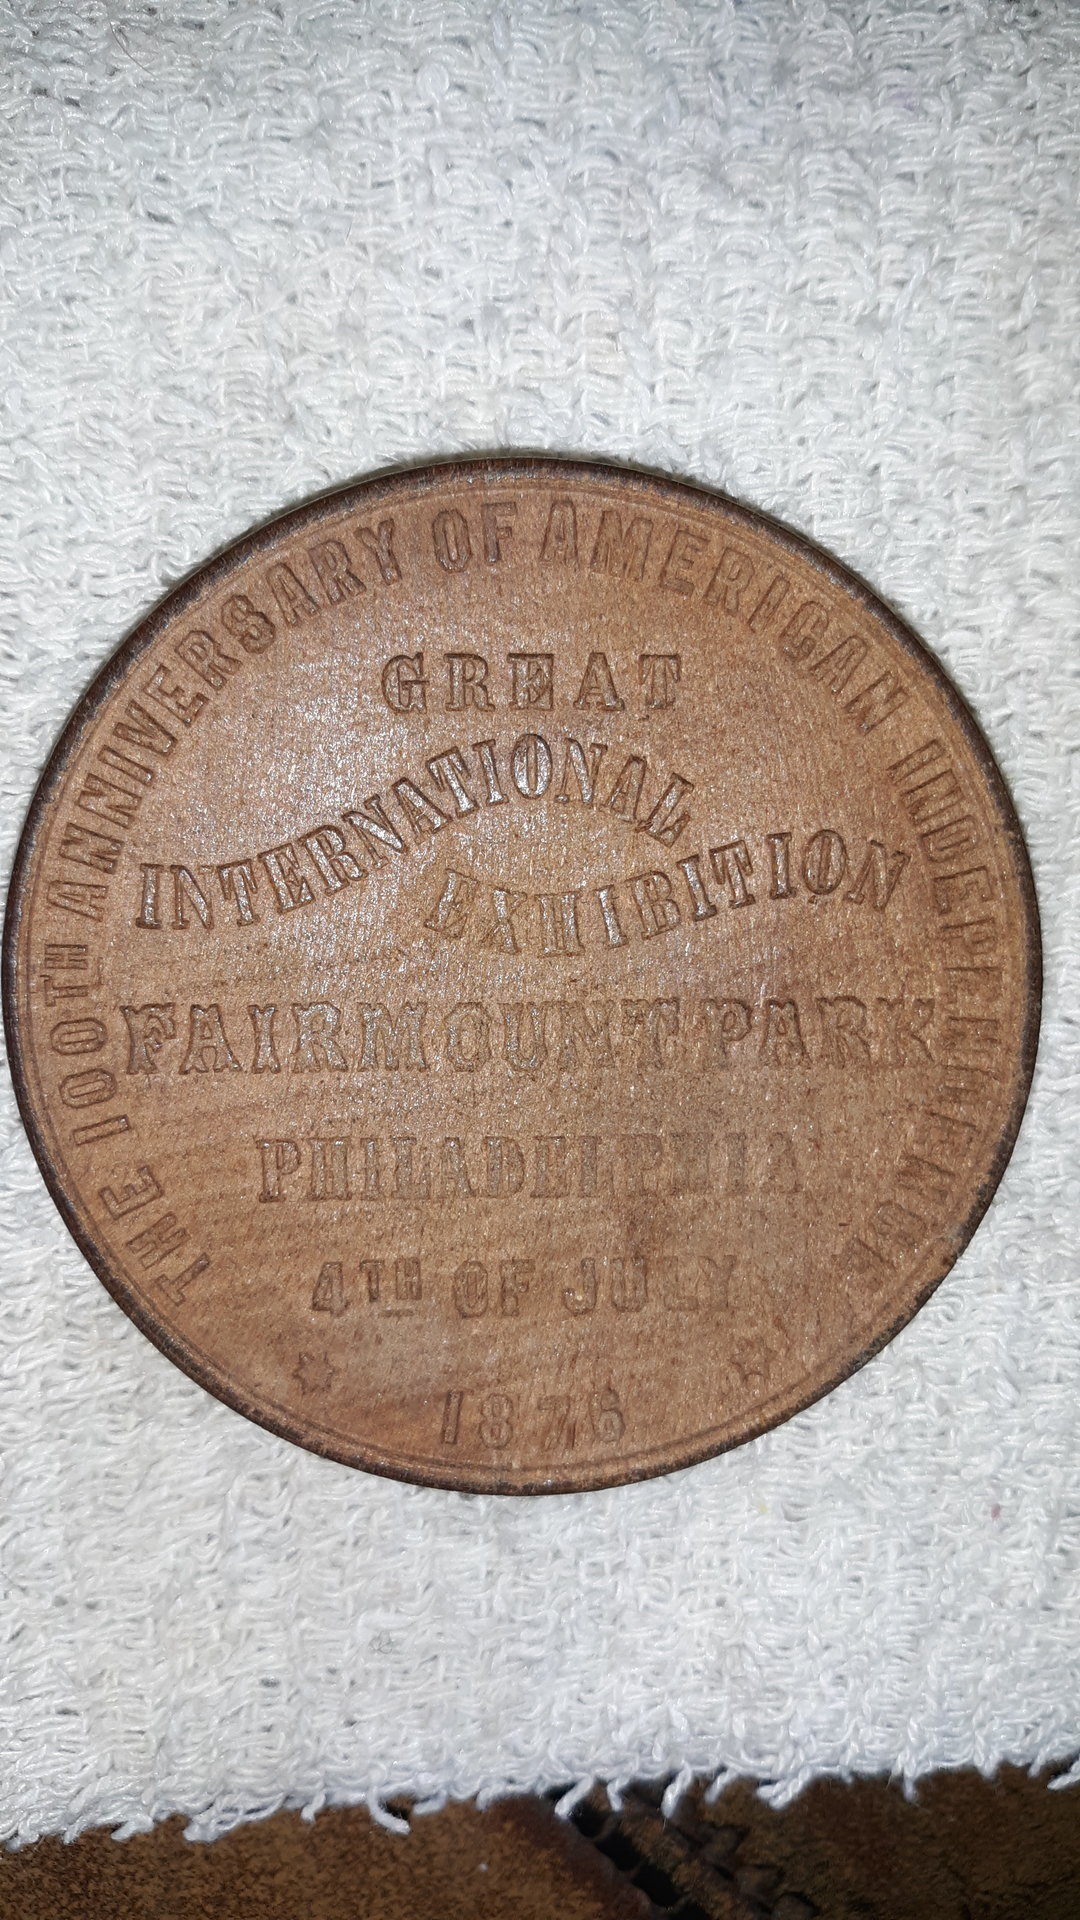 THE 100TH ANNIVERSARY OF AMERICAN INDEPENDENCE
GREAT
INTERNATIONAL
EXHIBITION
FAIRMOUNT PARK
PHILADELPHIA
4TH OF JULY
1876